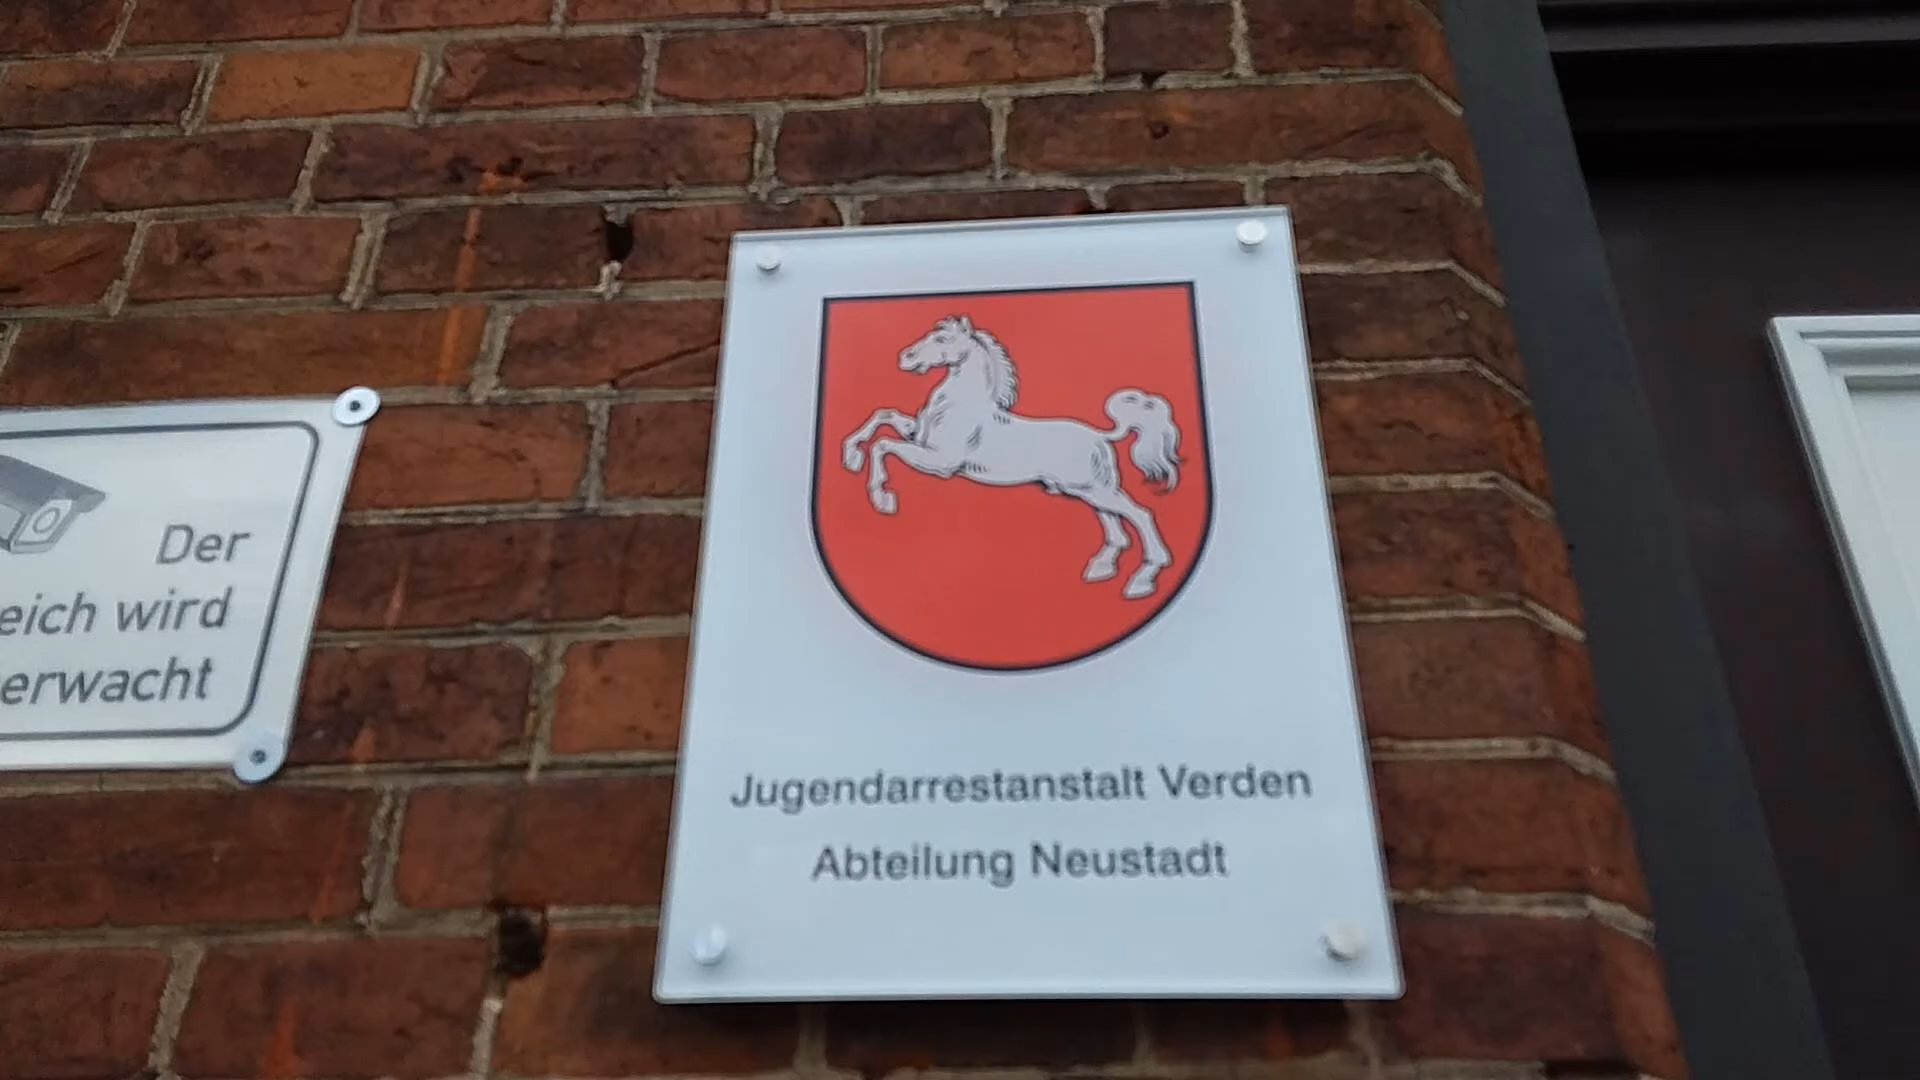 Der
eich wird
erwacht
Jugendarrestanstalt Verden
Abteilung Neustadt